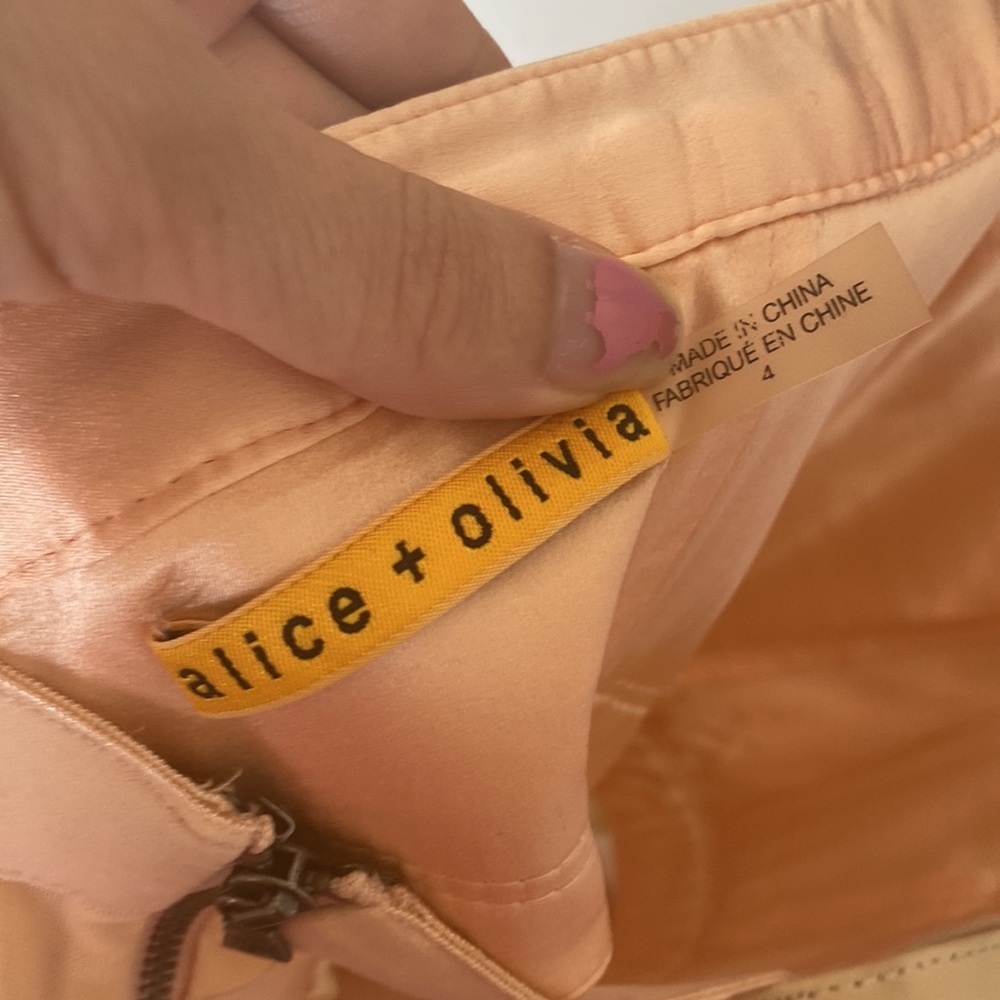 MADE IN CHINA
FABRIQUÉ EN CHINE
4
alice + olivia